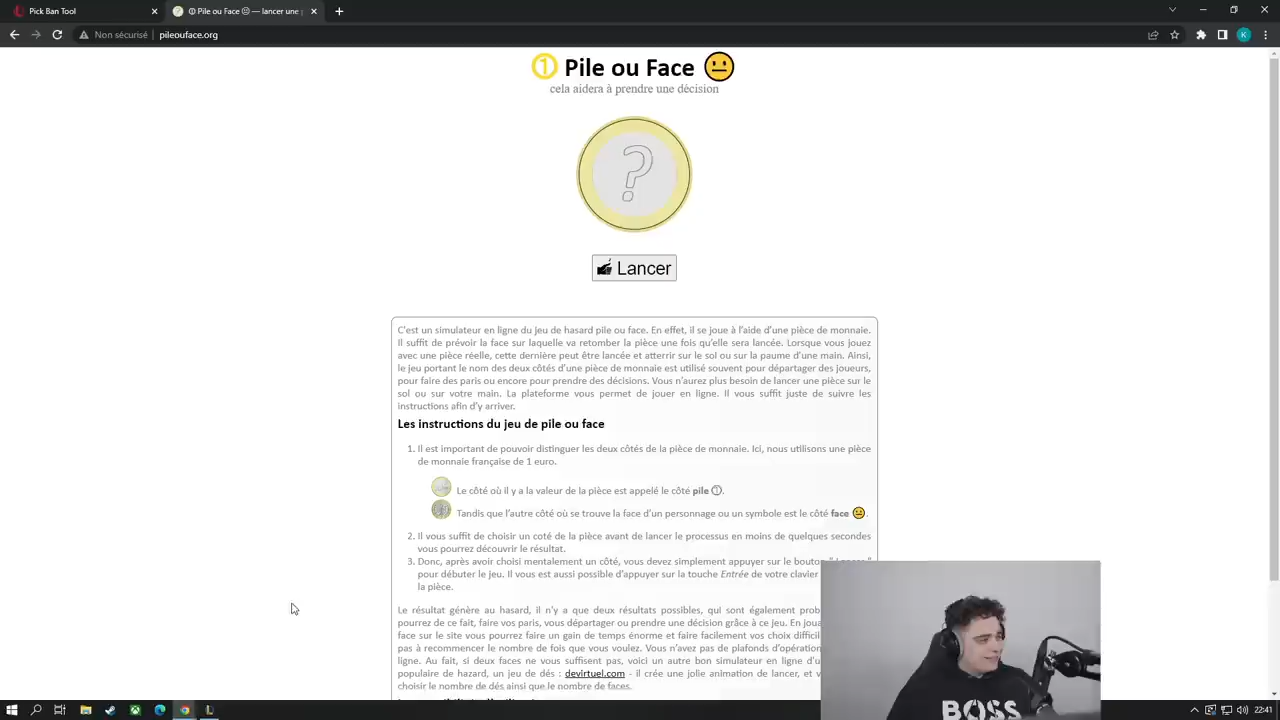 Pick Ban Tool
Pile ou Face 😐 — lancer une
Non sécurisé
pileouface.org
K
① Pile ou Face 😐
cela aidera à prendre une décision
?
Lancer
C'est un simulateur en ligne du jeu de hasard pile ou face. En effet, il se joue à l'aide d'une pièce de monnaie.
Il suffit de prévoir la face sur laquelle va retomber la pièce une fois qu'elle sera lancée. Lorsque vous jouez
avec une pièce réelle, cette dernière peut être lancée et atterrir sur le sol ou sur la paume d'une main. Ainsi,
le jeu portant le nom des deux côtés d'une pièce de monnaie est utilisé souvent pour départager des joueurs,
pour faire des paris ou encore pour prendre des décisions. Vous n'aurez plus besoin de lancer une pièce sur le
sol ou sur votre main. La plateforme vous permet de jouer en ligne. Il vous suffit juste de suivre les
instructions afin d'y arriver.
Les instructions du jeu de pile ou face
1. Il est important de pouvoir distinguer les deux côtés de la pièce de monnaie. Ici, nous utilisons une pièce
de monnaie française de 1 euro.
Le côté où il y a la valeur de la pièce est appelé le côté pile ①.
Tandis que l'autre côté où se trouve la face d'un personnage ou un symbole est le côté face 😐.
2. Il vous suffit de choisir un coté de la pièce avant de lancer le processus en moins de quelques secondes
vous pourrez découvrir le résultat.
3. Donc, après avoir choisi mentalement un côté, vous devez simplement appuyer sur le bouton
pour débuter le jeu. Il vous est aussi possible d'appuyer sur la touche Entrée de votre clavier
la pièce.
Le résultat génère au hasard, il n'y a que deux résultats possibles, qui sont également
pourrez de ce fait, faire vos paris, vous départager ou prendre une décision grâce à ce jeu. En
face sur le site vous pourrez faire un gain de temps énorme et faire facilement vos choix
pas à recommencer le nombre de fois que vous voulez. Vous n'avez pas de plafonds
ligne. Au fait, si deux faces ne vous suffisent pas, voici un autre bon simulateur en ligne
populaire de hazard, un jeu de dés : devirtuel.com - il crée une jolie animation de lancer, et
choisir le nombre de dés ainsi que le nombre de faces.
BOSS
22:41